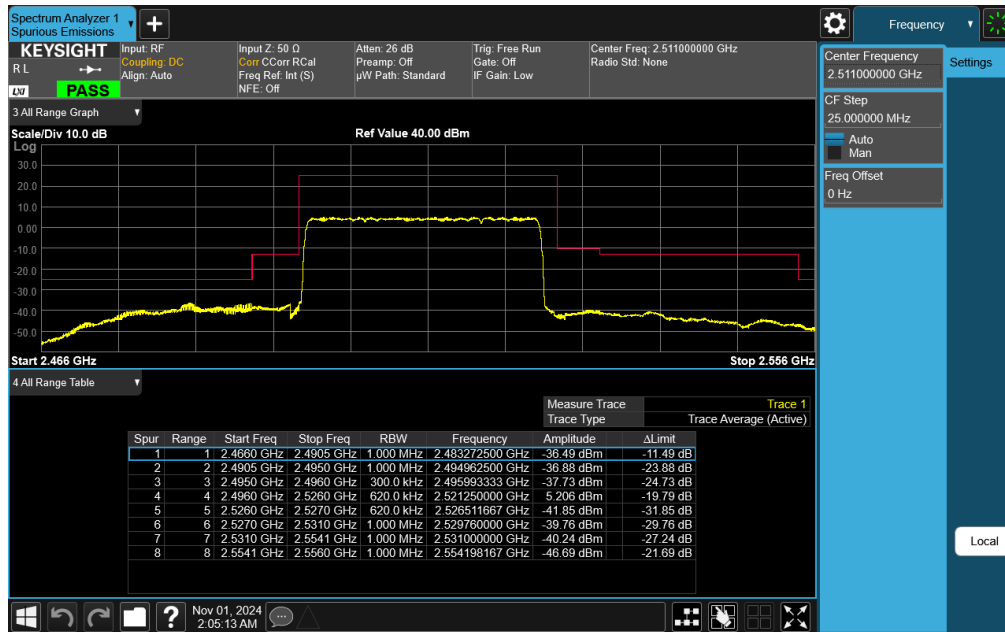 Spectrum Analyzer 1
Spurious Emissions
Frequency
KEYSIGHT
R L
LXI
PASS
Input: RF
Coupling: DC
Align: Auto
Input Z: 50 Ω
Corr CCorr RCal
Freq Ref: Int (S)
NFE: Off
Atten: 26 dB
Preamp: Off
µW Path: Standard
Trig: Free Run
Gate: Off
IF Gain: Low
Center Freq: 2.511000000 GHz
Radio Std: None
Center Frequency
2.511000000 GHz
Settings
CF Step
25.000000 MHz
Auto
Man
Freq Offset
0 Hz
3 All Range Graph
Scale/Div 10.0 dB
Ref Value 40.00 dBm
Log
30.0
20.0
10.0
0.00
-10.0
-20.0
-30.0
-40.0
-50.0
Start 2.466 GHz
Stop 2.556 GHz
4 All Range Table
Measure Trace Trace 1
Trace Type Trace Average (Active)
Spur Range Start Freq Stop Freq RBW Frequency Amplitude ΔLimit
1 1 2.4660 GHz 2.4905 GHz 1.000 MHz 2.483272500 GHz -36.49 dBm -11.49 dB
2 2 2.4905 GHz 2.4950 GHz 1.000 MHz 2.494962500 GHz -36.88 dBm -23.88 dB
3 3 2.4950 GHz 2.4960 GHz 300.0 kHz 2.495993333 GHz -37.73 dBm -24.73 dB
4 4 2.4960 GHz 2.5260 GHz 620.0 kHz 2.521250000 GHz 5.206 dBm -19.79 dB
5 5 2.5260 GHz 2.5270 GHz 620.0 kHz 2.526511667 GHz -41.85 dBm -31.85 dB
6 6 2.5270 GHz 2.5310 GHz 1.000 MHz 2.529760000 GHz -39.76 dBm -29.76 dB
7 7 2.5310 GHz 2.5541 GHz 1.000 MHz 2.531000000 GHz -40.24 dBm -27.24 dB
8 8 2.5541 GHz 2.5560 GHz 1.000 MHz 2.554198167 GHz -46.69 dBm -21.69 dB
Local
Nov 01, 2024
2:05:13 AM